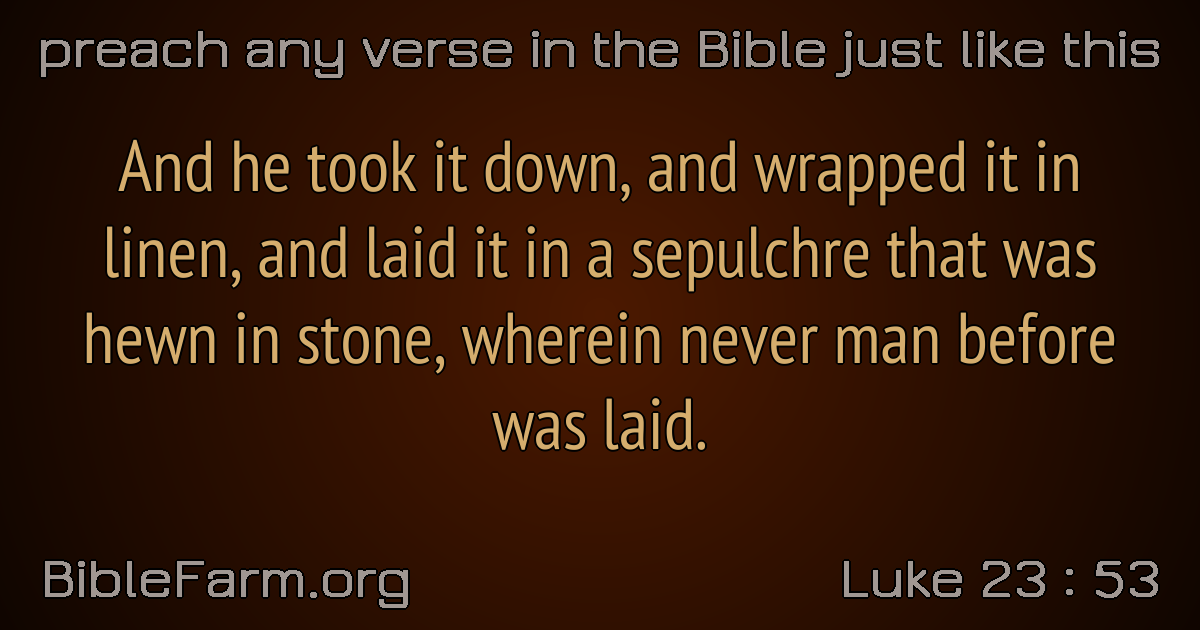 preach any verse in the Bible just like this
And he took it down, and wrapped it in
linen, and laid it in a sepulchre that was
hewn in stone, wherein never man before
was laid.
BibleFarm.org
Luke 23 : 53